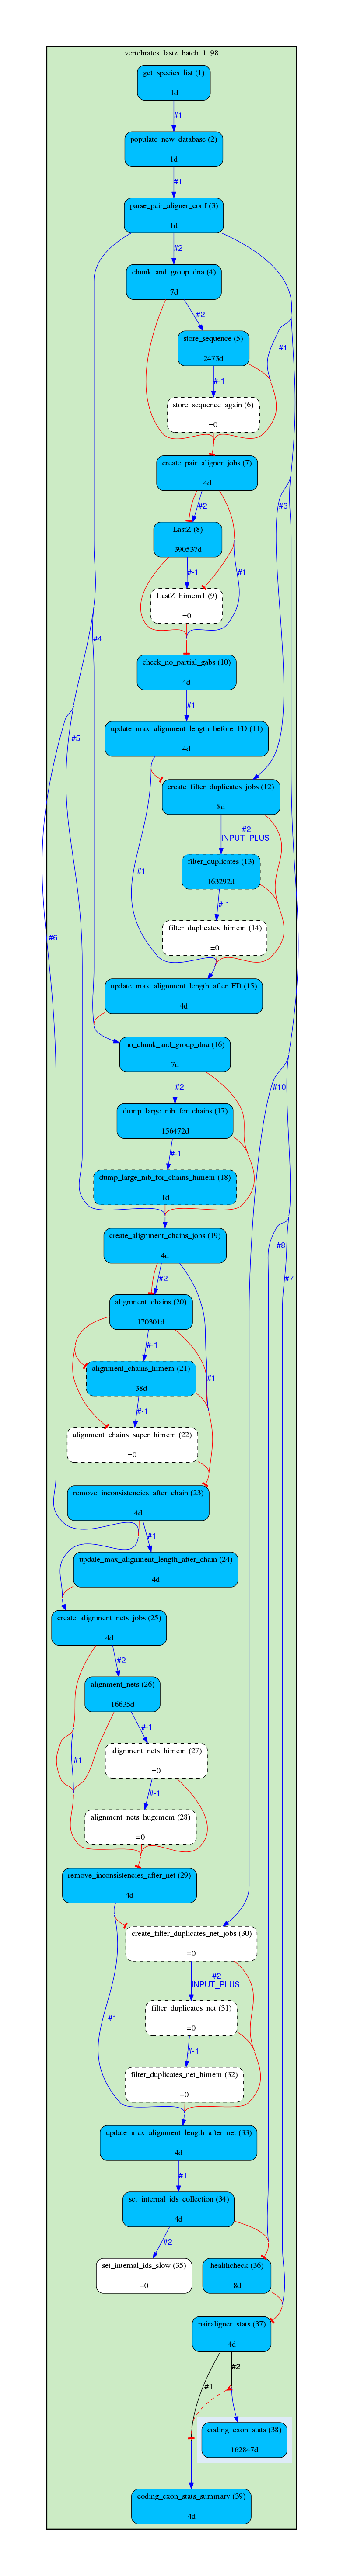 vertebrates_lastz_batch_1_98
get_species_list (1)
1d
#1
populate_new_database (2)
1d
#1
parse_pair_aligner_conf (3)
1d
#2
chunk_and_group_dna (4)
7d
#2
store_sequence (5)
2473d
#1
#-1
store_sequence_again (6)
=0
create_pair_aligner_jobs (7)
4d
#2
#3
LastZ (8)
390537d
#-1
#1
LastZ_himem1 (9)
=0
#4
check_no_partial_gabs (10)
4d
#1
update_max_alignment_length_before_FD (11)
4d
#5
create_filter_duplicates_jobs (12)
8d
#2
INPUT_PLUS
filter_duplicates (13)
163292d
#1
#-1
filter_duplicates_himem (14)
=0
#6
update_max_alignment_length_after_FD (15)
4d
no_chunk_and_group_dna (16)
7d
#2
#10
dump_large_nib_for_chains (17)
156472d
#-1
dump_large_nib_for_chains_himem (18)
1d
create_alignment_chains_jobs (19)
4d
#8
#2
#7
alignment_chains (20)
170301d
#-1
alignment_chains_himem (21)
38d
#1
#-1
alignment_chains_super_himem (22)
=0
remove_inconsistencies_after_chain (23)
4d
#1
update_max_alignment_length_after_chain (24)
4d
create_alignment_nets_jobs (25)
4d
#2
alignment_nets (26)
16635d
#-1
alignment_nets_himem (27)
=0
#1
#-1
alignment_nets_hugemem (28)
=0
remove_inconsistencies_after_net (29)
4d
create_filter_duplicates_net_jobs (30)
=0
#2
INPUT_PLUS
filter_duplicates_net (31)
=0
#1
#-1
filter_duplicates_net_himem (32)
=0
update_max_alignment_length_after_net (33)
4d
#1
set_internal_ids_collection (34)
4d
#2
set_internal_ids_slow (35)
=0
healthcheck (36)
8d
pairaligner_stats (37)
4d
#2
#1
coding_exon_stats (38)
162847d
coding_exon_stats_summary (39)
4d